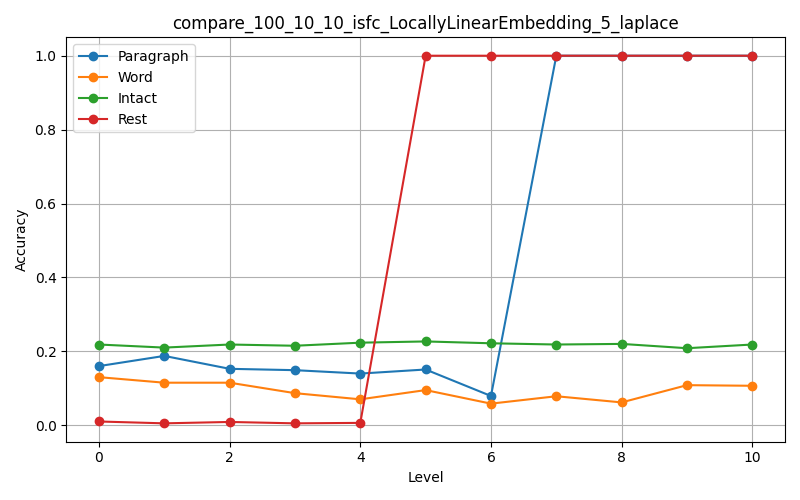 compare_100_10_10_isfc_LocallyLinearEmbedding_5_laplace
Paragraph
Word
Intact
Rest
1.0
0.8
0.6
0.4
0.2
0.0
Accuracy
0 2 4 6 8 10
Level